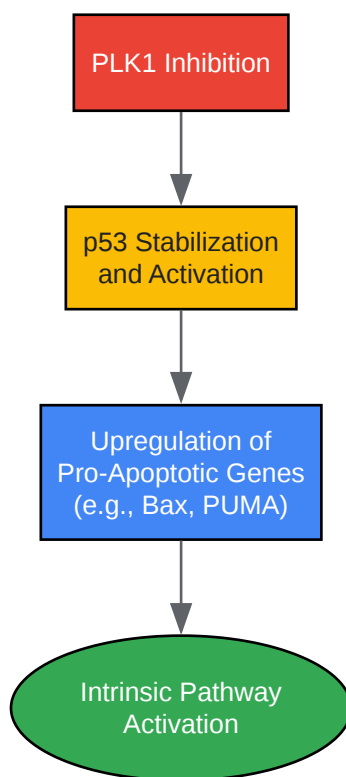 PLK1 Inhibition
p53 Stabilization
and Activation
Upregulation of
Pro-Apoptotic Genes
(e.g., Bax, PUMA)
Intrinsic Pathway
Activation